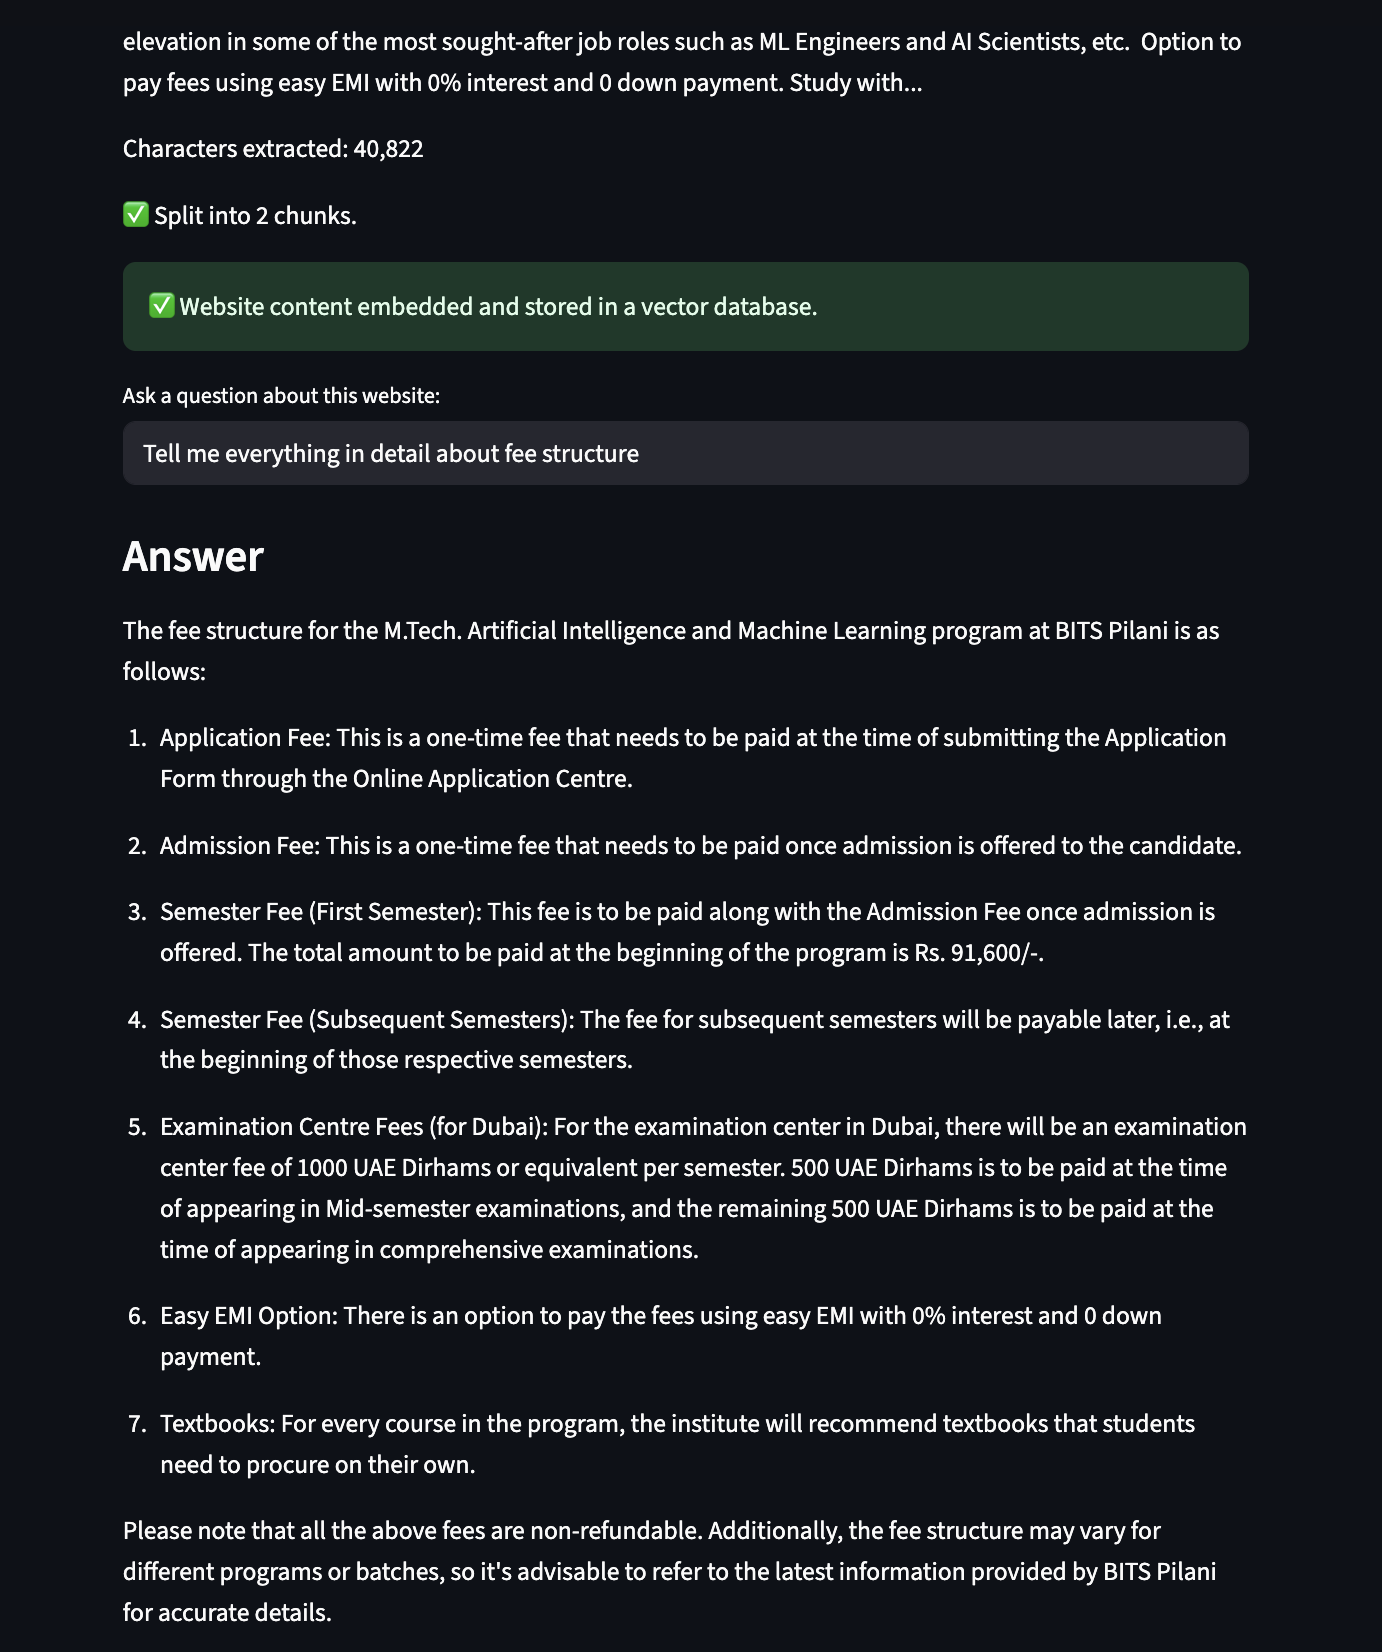 elevation in some of the most sought-after job roles such as ML Engineers and AI Scientists, etc.  Option to
pay fees using easy EMI with 0% interest and 0 down payment. Study with...
Characters extracted: 40,822
✅ Split into 2 chunks.
✅ Website content embedded and stored in a vector database.
Ask a question about this website:
Tell me everything in detail about fee structure
Answer
The fee structure for the M.Tech. Artificial Intelligence and Machine Learning program at BITS Pilani is as
follows:
1. Application Fee: This is a one-time fee that needs to be paid at the time of submitting the Application
Form through the Online Application Centre.
2. Admission Fee: This is a one-time fee that needs to be paid once admission is offered to the candidate.
3. Semester Fee (First Semester): This fee is to be paid along with the Admission Fee once admission is
offered. The total amount to be paid at the beginning of the program is Rs. 91,600/-.
4. Semester Fee (Subsequent Semesters): The fee for subsequent semesters will be payable later, i.e., at
the beginning of those respective semesters.
5. Examination Centre Fees (for Dubai): For the examination center in Dubai, there will be an examination
center fee of 1000 UAE Dirhams or equivalent per semester. 500 UAE Dirhams is to be paid at the time
of appearing in Mid-semester examinations, and the remaining 500 UAE Dirhams is to be paid at the
time of appearing in comprehensive examinations.
6. Easy EMI Option: There is an option to pay the fees using easy EMI with 0% interest and 0 down
payment.
7. Textbooks: For every course in the program, the institute will recommend textbooks that students
need to procure on their own.
Please note that all the above fees are non-refundable. Additionally, the fee structure may vary for
different programs or batches, so it's advisable to refer to the latest information provided by BITS Pilani
for accurate details.